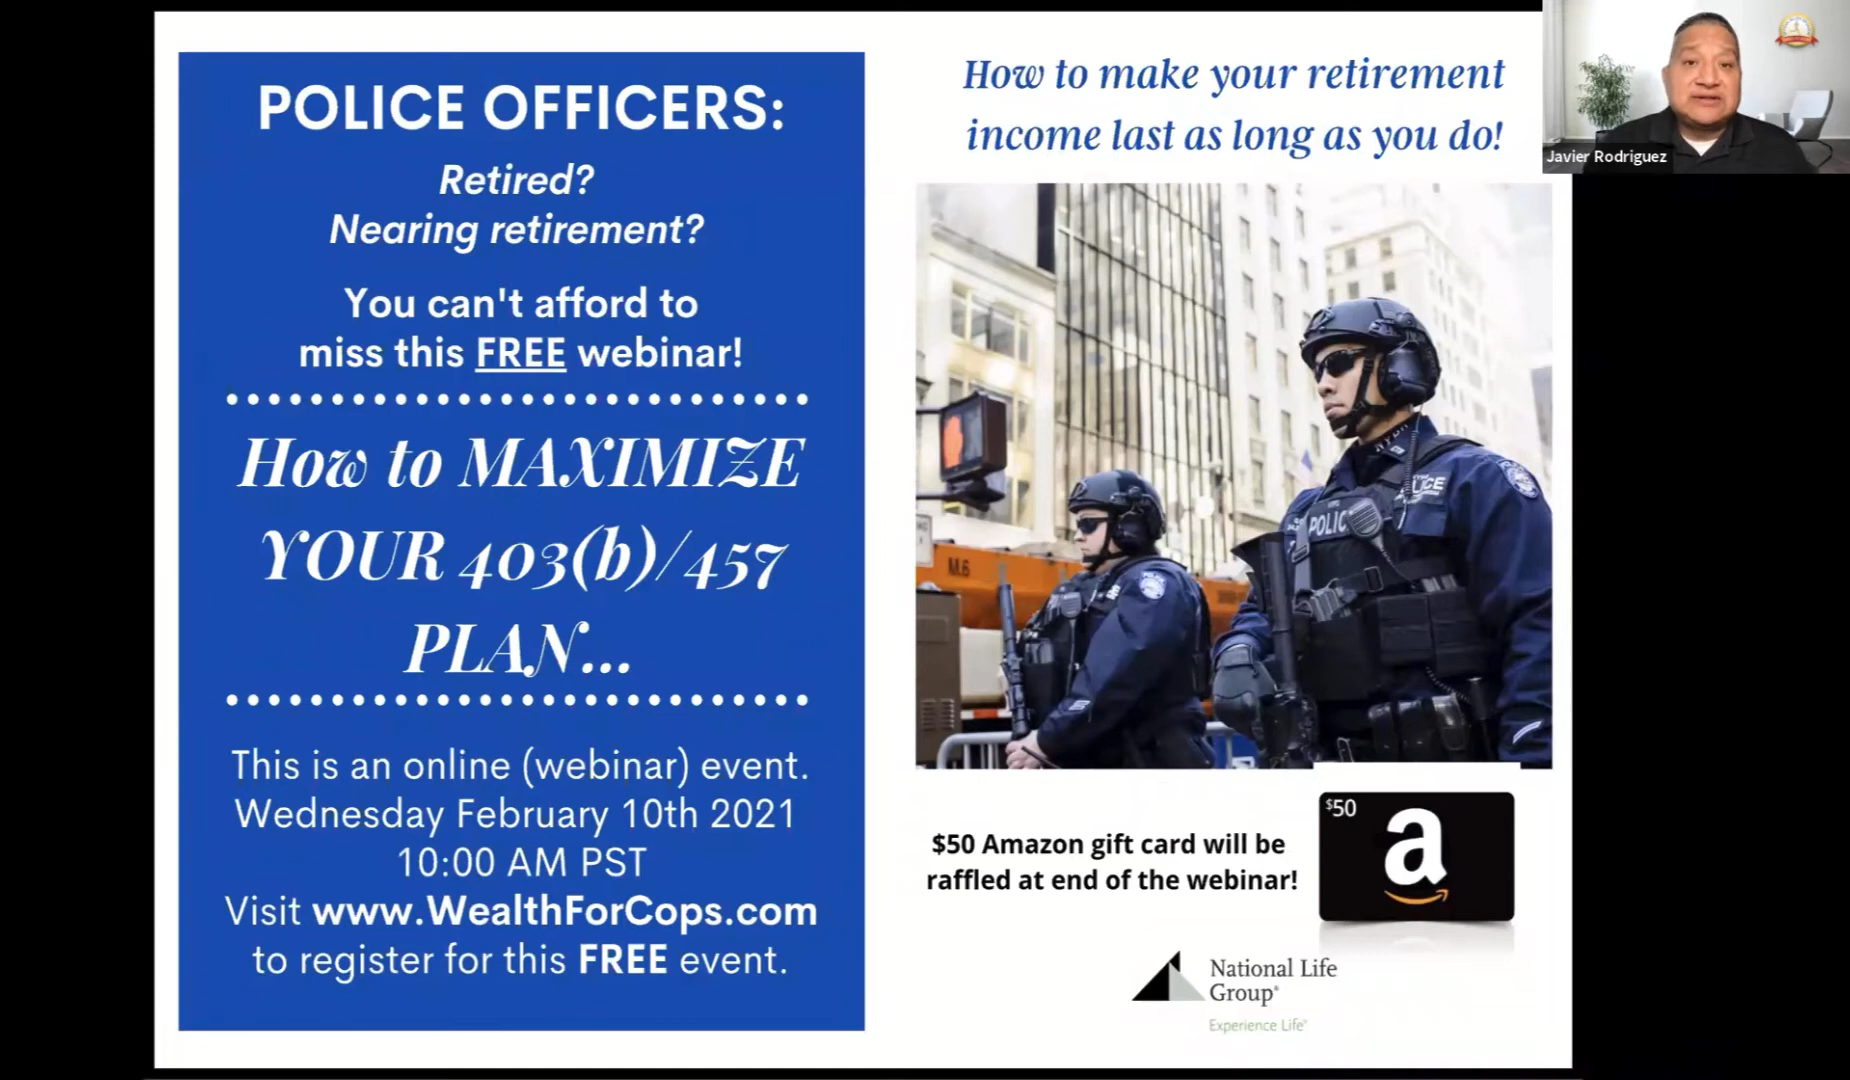 POLICE OFFICERS:
Retired?
Nearing retirement?
You can't afford to
miss this FREE webinar!
How to MAXIMIZE
YOUR 403(b)/457
PLAN...
This is an online (webinar) event.
Wednesday February 10th 2021
10:00 AM PST
Visit www.WealthForCops.com
to register for this FREE event.
How to make your retirement
income last as long as you do!
M.6
POLICE
$50 Amazon gift card will be
raffled at end of the webinar!
$50
a
National Life
Group®
Experience Life®
Javier Rodriguez